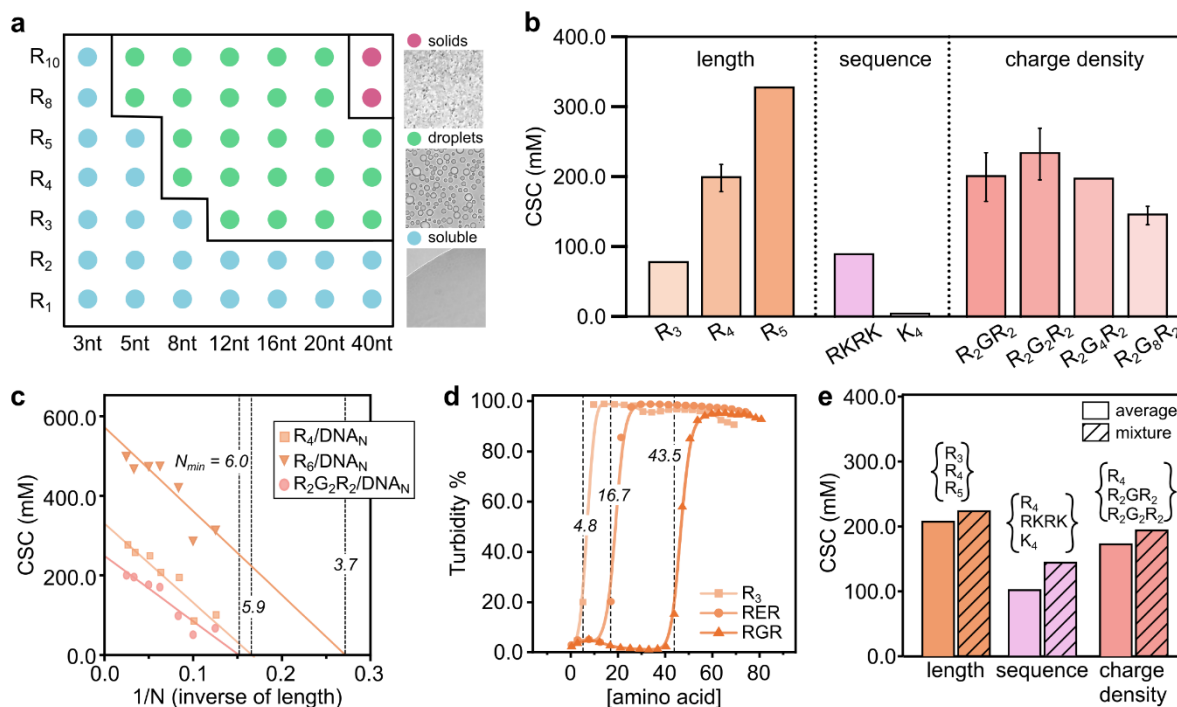 a
R₁₀
R₈
R₅
R₄
R₃
R₂
R₁
3nt 5nt 8nt 12nt 16nt 20nt 40nt
solids
droplets
soluble
b
CSC (mM)
400.0
300.0
200.0
100.0
0.0
length sequence charge density
R₃ R₄ R₅ RKRK K₄ R₂GR₂ R₂G₂R₂ R₂G₄R₂ R₂G₈R₂
c
CSC (mM)
600.0
400.0
200.0
0.0
R₄/DNA_N
R₆/DNA_N
R₂G₂R₂/DNA_N
N_min = 6.0
5.9
3.7
0.0 0.1 0.2 0.3
1/N (inverse of length)
d
Turbidity %
100.0
80.0
60.0
40.0
20.0
0.0
4.8
16.7
43.5
R₃
RER
RGR
0 20 40 60 80
[amino acid]
e
average
mixture
CSC (mM)
400.0
300.0
200.0
100.0
0.0
{R₃
R₄
R₅}
{R₄
RKRK
K₄}
{R₄
R₂GR₂
R₂G₂R₂}
length sequence charge
density